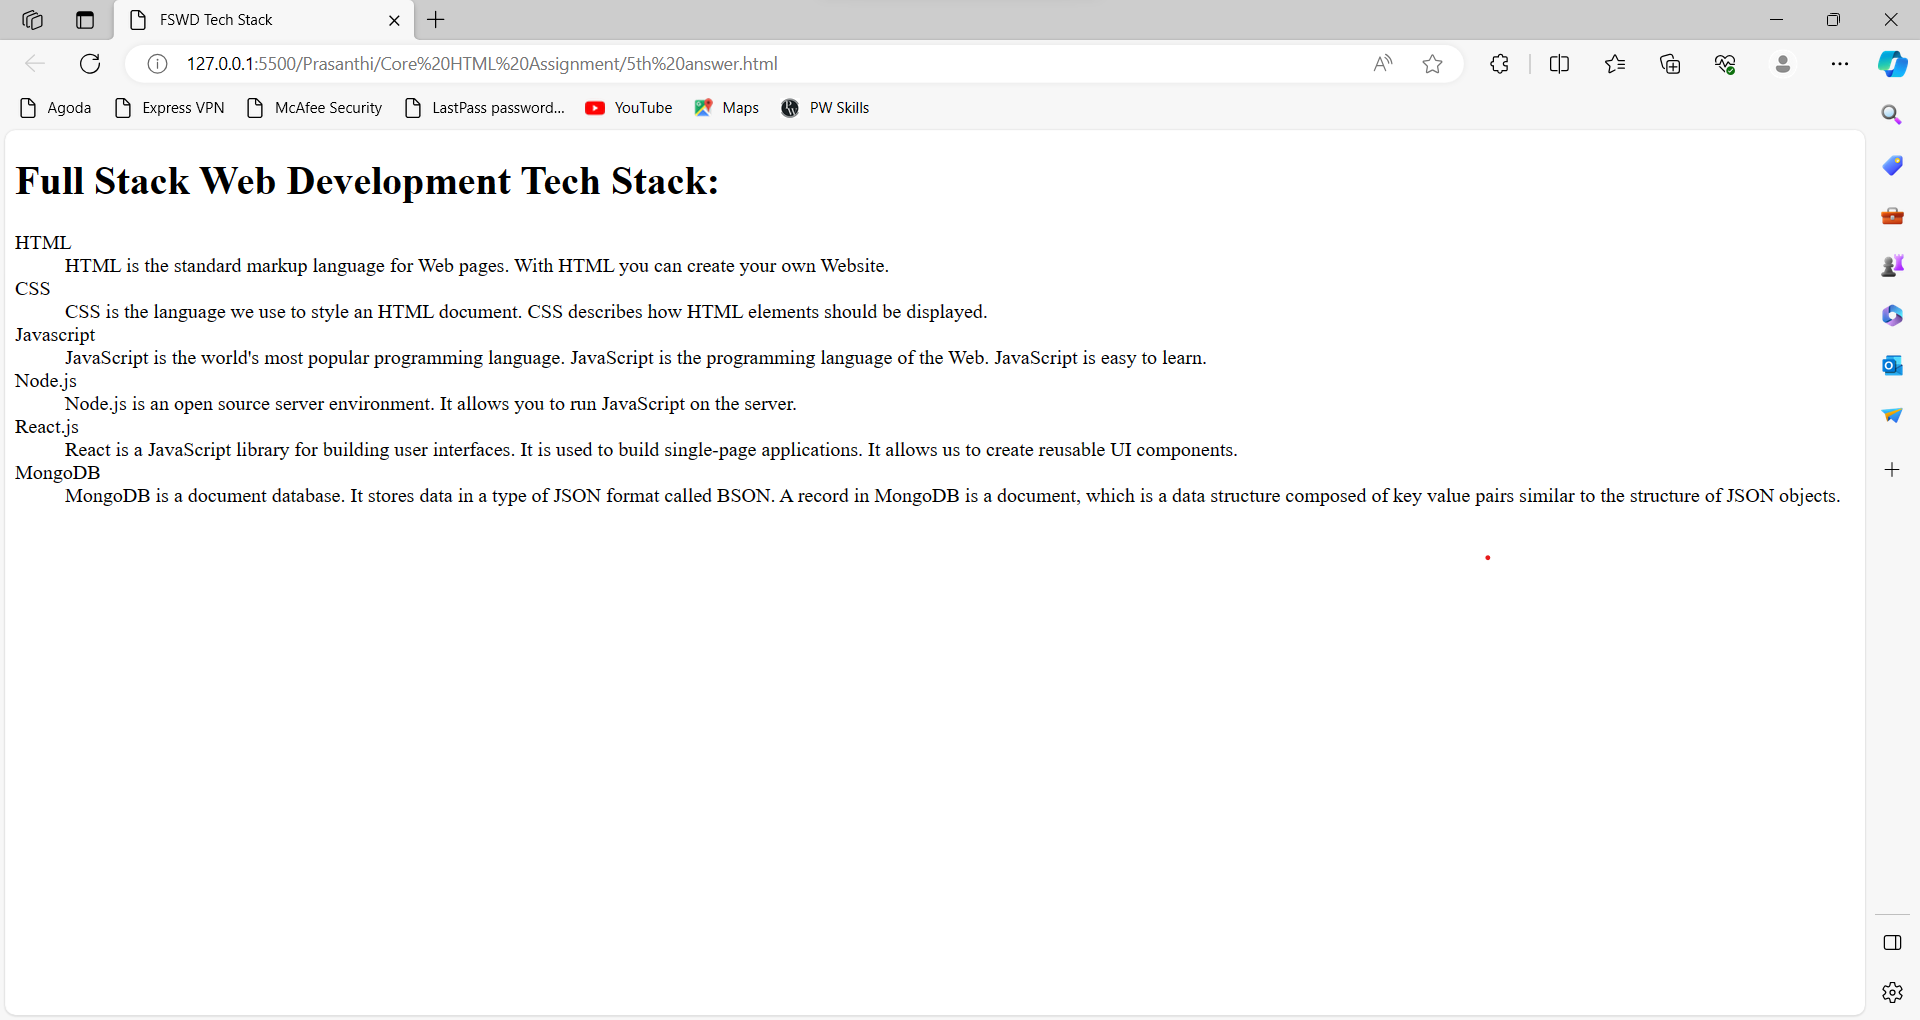 FSWD Tech Stack
127.0.0.1:5500/Prasanthi/Core%20HTML%20Assignment/5th%20answer.html
Agoda Express VPN McAfee Security LastPass password... YouTube Maps PW Skills
Full Stack Web Development Tech Stack:
HTML
HTML is the standard markup language for Web pages. With HTML you can create your own Website.
CSS
CSS is the language we use to style an HTML document. CSS describes how HTML elements should be displayed.
Javascript
JavaScript is the world's most popular programming language. JavaScript is the programming language of the Web. JavaScript is easy to learn.
Node.js
Node.js is an open source server environment. It allows you to run JavaScript on the server.
React.js
React is a JavaScript library for building user interfaces. It is used to build single-page applications. It allows us to create reusable UI components.
MongoDB
MongoDB is a document database. It stores data in a type of JSON format called BSON. A record in MongoDB is a document, which is a data structure composed of key value pairs similar to the structure of JSON objects.